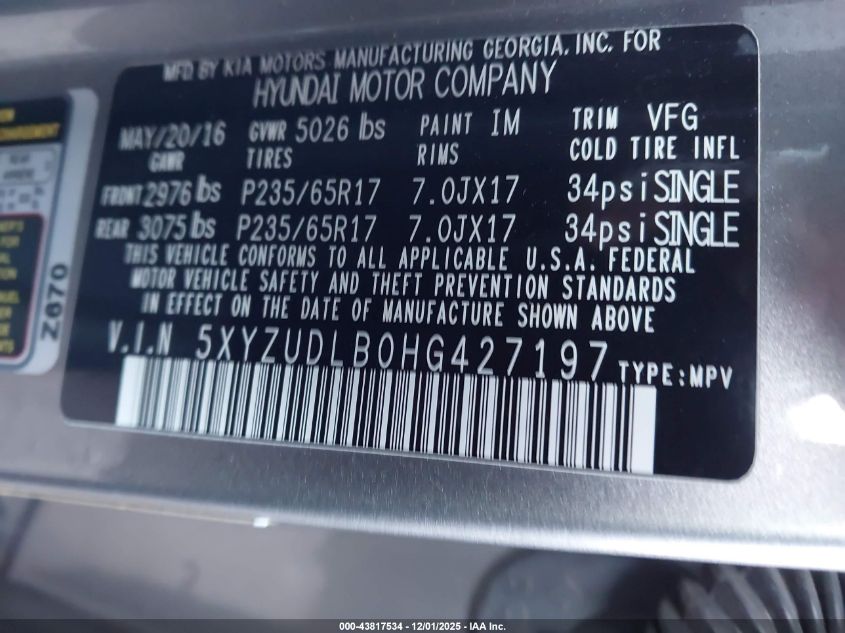 MFD BY KIA MOTORS MANUFACTURING GEORGIA, INC. FOR
HYUNDAI MOTOR COMPANY
MAY/20/16 GVWR 5026 lbs PAINT IM TRIM VFG
GAWR TIRES RIMS COLD TIRE INFL
FRONT 2976 lbs P235/65R17 7.0JX17 34psi SINGLE
REAR 3075 lbs P235/65R17 7.0JX17 34psi SINGLE
THIS VEHICLE CONFORMS TO ALL APPLICABLE U.S.A. FEDERAL
MOTOR VEHICLE SAFETY AND THEFT PREVENTION STANDARDS
IN EFFECT ON THE DATE OF MANUFACTURE SHOWN ABOVE
V.I.N 5XYZUDLB0HG427197 TYPE:MPV
Z670
000-43817534 - 12/01/2025 - IAA Inc.